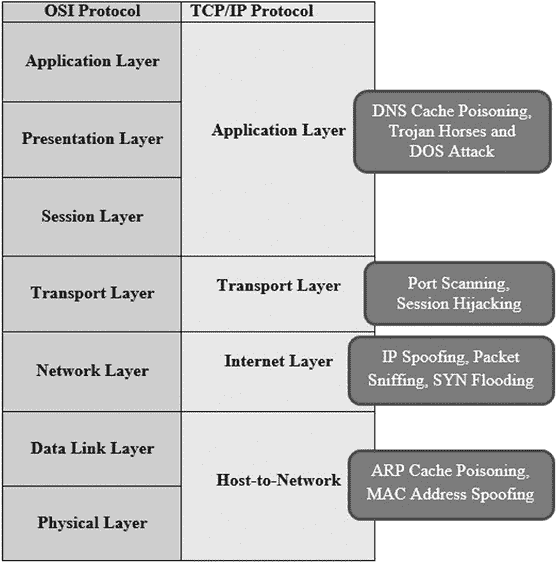 OSI Protocol
TCP/IP Protocol
Application Layer
Presentation Layer
Session Layer
Application Layer
DNS Cache Poisoning,
Trojan Horses and
DOS Attack
Transport Layer
Transport Layer
Port Scanning,
Session Hijacking
Network Layer
Internet Layer
IP Spoofing, Packet
Sniffing, SYN Flooding
Data Link Layer
Physical Layer
Host-to-Network
ARP Cache Poisoning,
MAC Address Spoofing